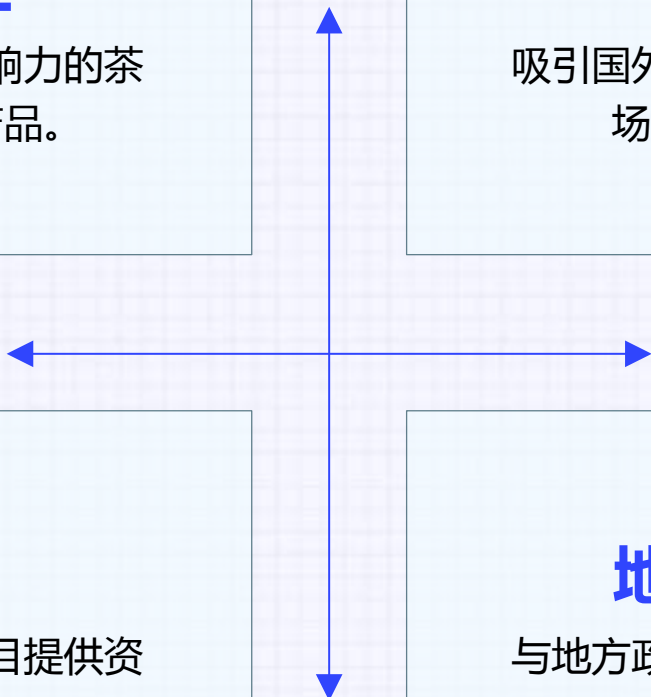 响力的茶
品。
吸引国外
场
目提供资
地
与地方政